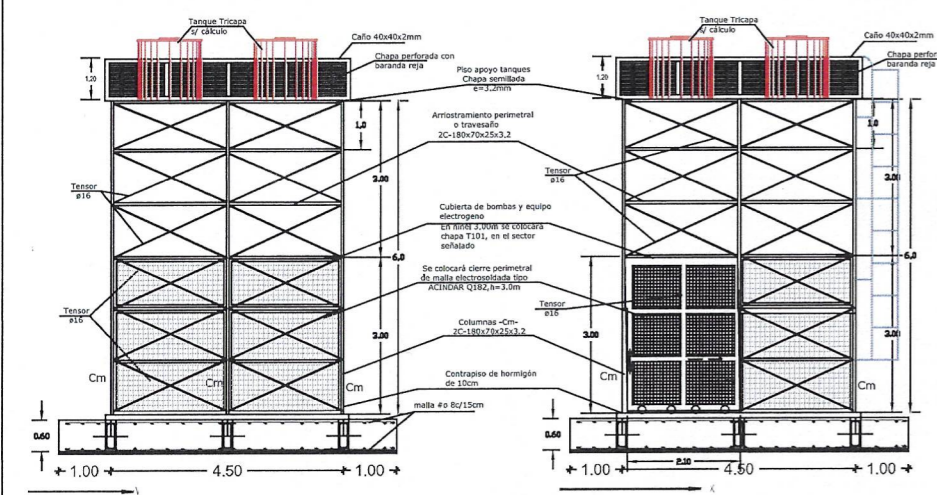 Tanque Tricapa
s/ cálculo
Caño 40x40x2mm
Chapa perforada con
baranda reja
1,20
Piso apoyo tanques
Chapa semillada
e=3.2mm
Arriostramiento perimetral
o travesaño
2C-180x70x25x3,2
1,0
3.00
Tensor
ø16
Cubierta de bombas y equipo
electrogeno
En ninel 3,00m se colocará
chapa T101, en el sector
señalado
6,0
Se colocará cierre perimetral
de malla electrosoldada tipo
ACINDAR Q182,h=3.0m
Tensor
ø16
3.00
Columnas -Cm-
2C-180x70x25x3,2
Cm
Cm
Cm
Contrapiso de hormigón
de 10cm
malla #ø 8c/15cm
0.60
1.00
4.50
1.00
Tanque Tricapa
s/ cálculo
Caño 40x40x2mm
Chapa perfor
baranda reja
1,20
1,0
3.00
Tensor
ø16
6,0
Tensor
ø16
3.00
3.00
Cm
Cm
0.60
2.10
1.00
4.50
1.00